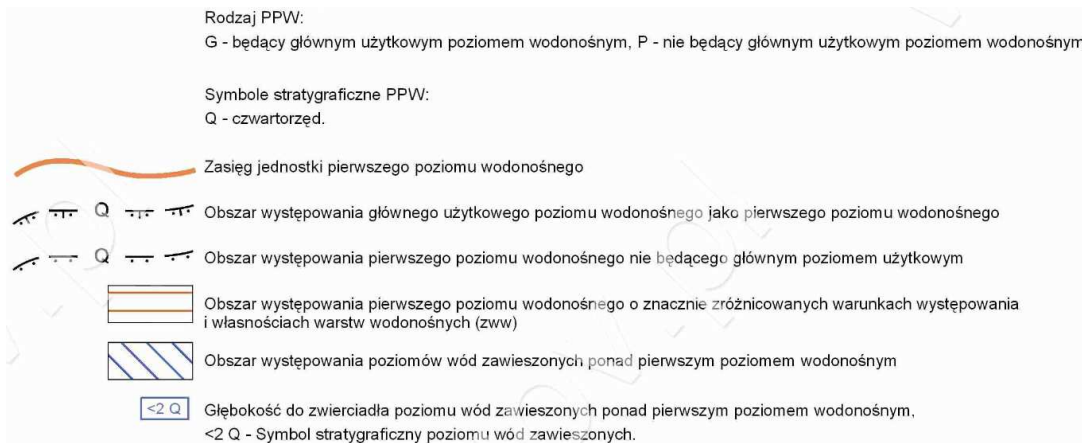 Rodzaj PPW:
G - będący głównym użytkowym poziomem wodonośnym, P - nie będący głównym użytkowym poziomem wodonośnym
Symbole stratygraficzne PPW:
Q - czwartorzęd.
Zasięg jednostki pierwszego poziomu wodonośnego
Q Obszar występowania głównego użytkowego poziomu wodonośnego jako pierwszego poziomu wodonośnego
Q Obszar występowania pierwszego poziomu wodonośnego nie będącego głównym poziomem użytkowym
Obszar występowania pierwszego poziomu wodonośnego o znacznie zróżnicowanych warunkach występowania
i własnościach warstw wodonośnych (zww)
Obszar występowania poziomów wód zawieszonych ponad pierwszym poziomem wodonośnym
<2 Q Głębokość do zwierciadła poziomu wód zawieszonych ponad pierwszym poziomem wodonośnym,
<2 Q - Symbol stratygraficzny poziomu wód zawieszonych.